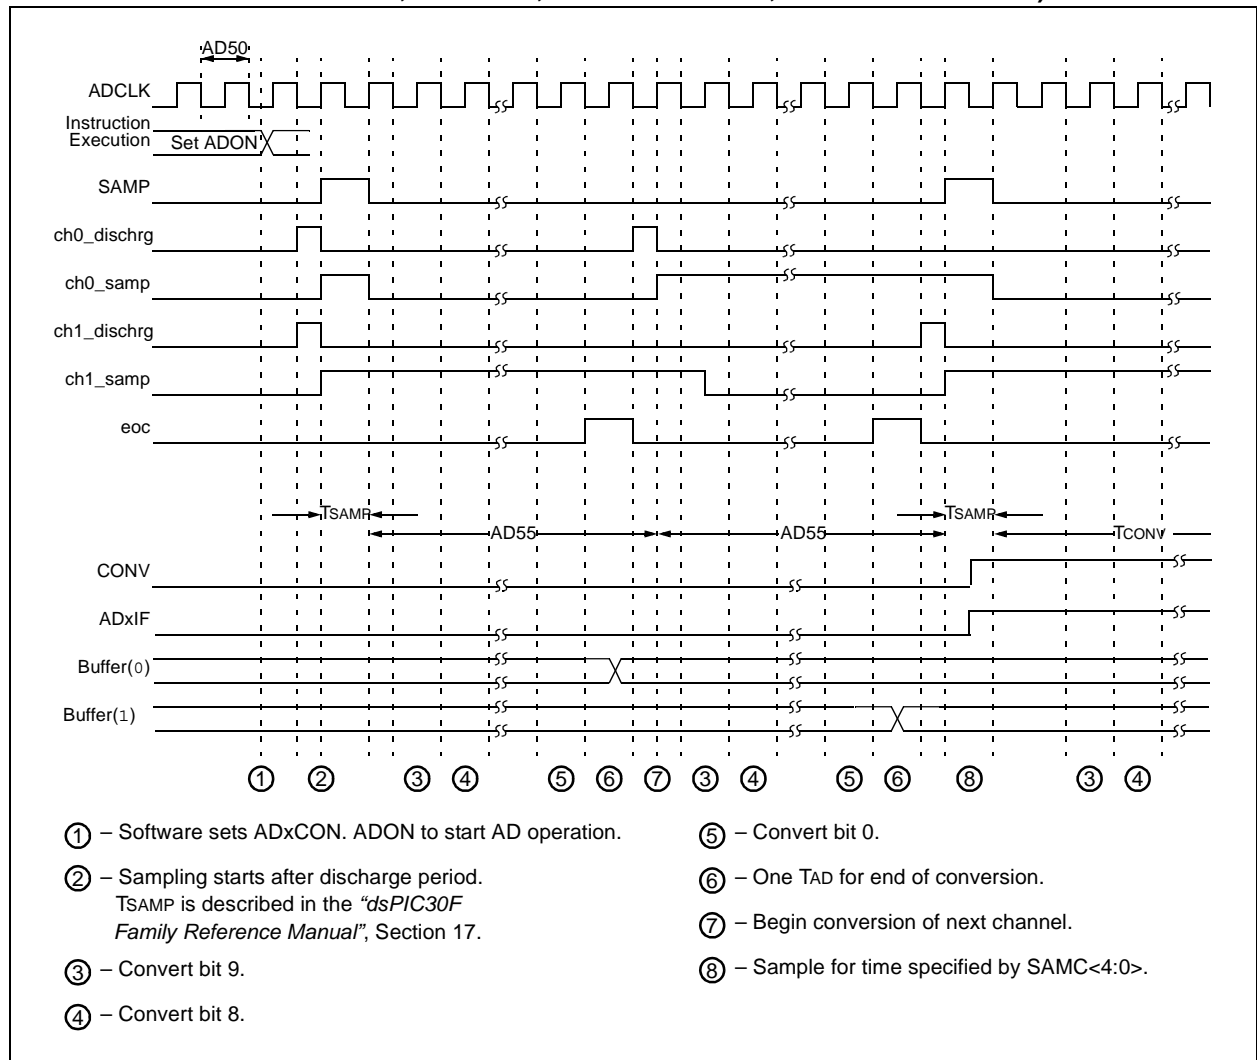 AD50
ADCLK
Instruction
Execution
Set ADON
SAMP
ch0_dischrg
ch0_samp
ch1_dischrg
ch1_samp
eoc
TSAMP
TSAMP
AD55
AD55
TCONV
CONV
ADxIF
Buffer(0)
Buffer(1)
1 2 3 4 5 6 7 3 4 5 6 8 3 4
1 – Software sets ADxCON. ADON to start AD operation.
2 – Sampling starts after discharge period.
TSAMP is described in the "dsPIC30F
Family Reference Manual", Section 17.
3 – Convert bit 9.
4 – Convert bit 8.
5 – Convert bit 0.
6 – One TAD for end of conversion.
7 – Begin conversion of next channel.
8 – Sample for time specified by SAMC<4:0>.